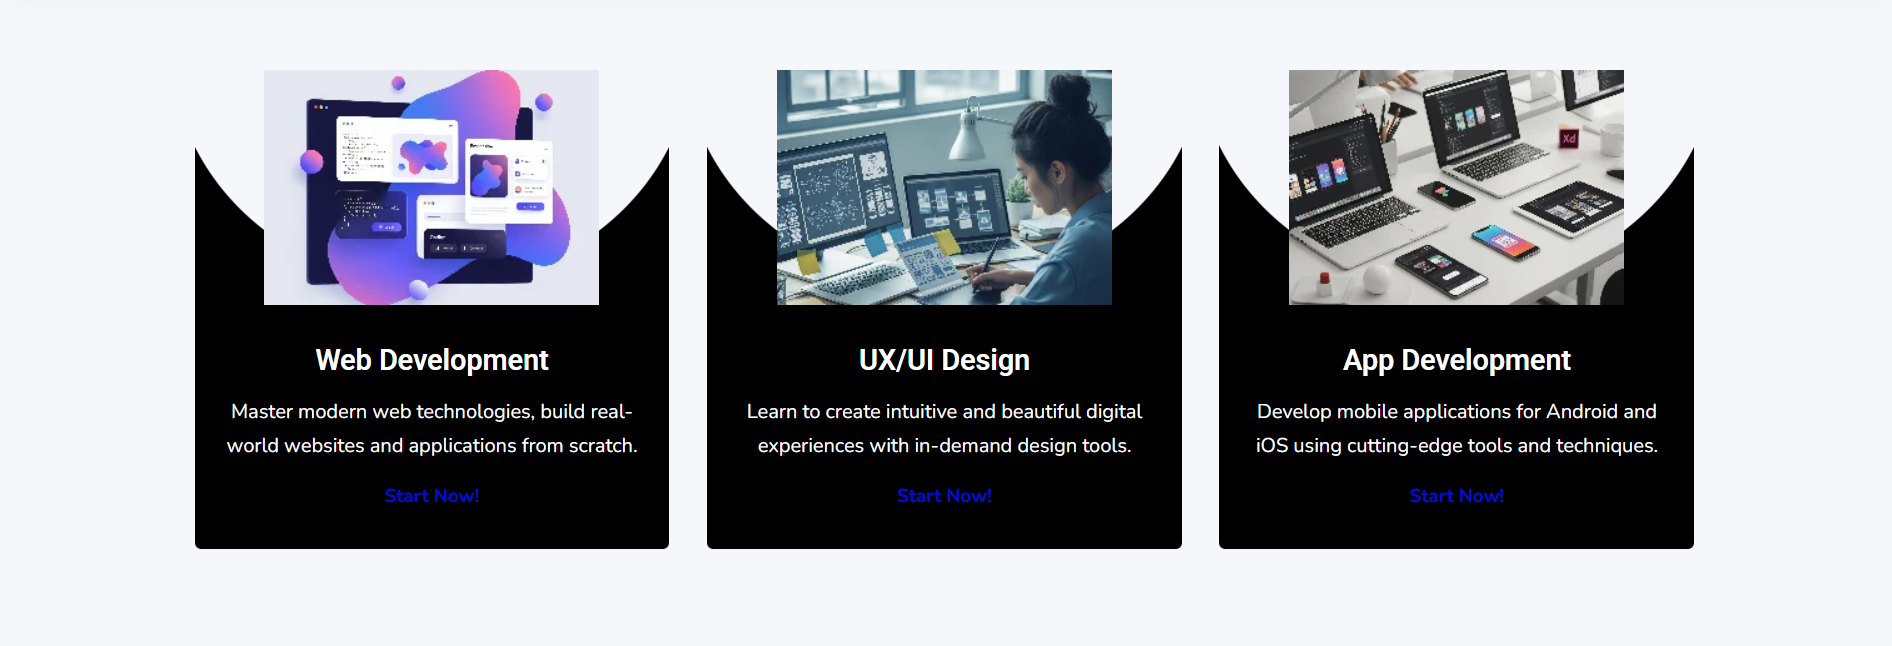 Xd
Web Development
Master modern web technologies, build real-
world websites and applications from scratch.
Start Now!
UX/UI Design
Learn to create intuitive and beautiful digital
experiences with in-demand design tools.
Start Now!
App Development
Develop mobile applications for Android and
iOS using cutting-edge tools and techniques.
Start Now!